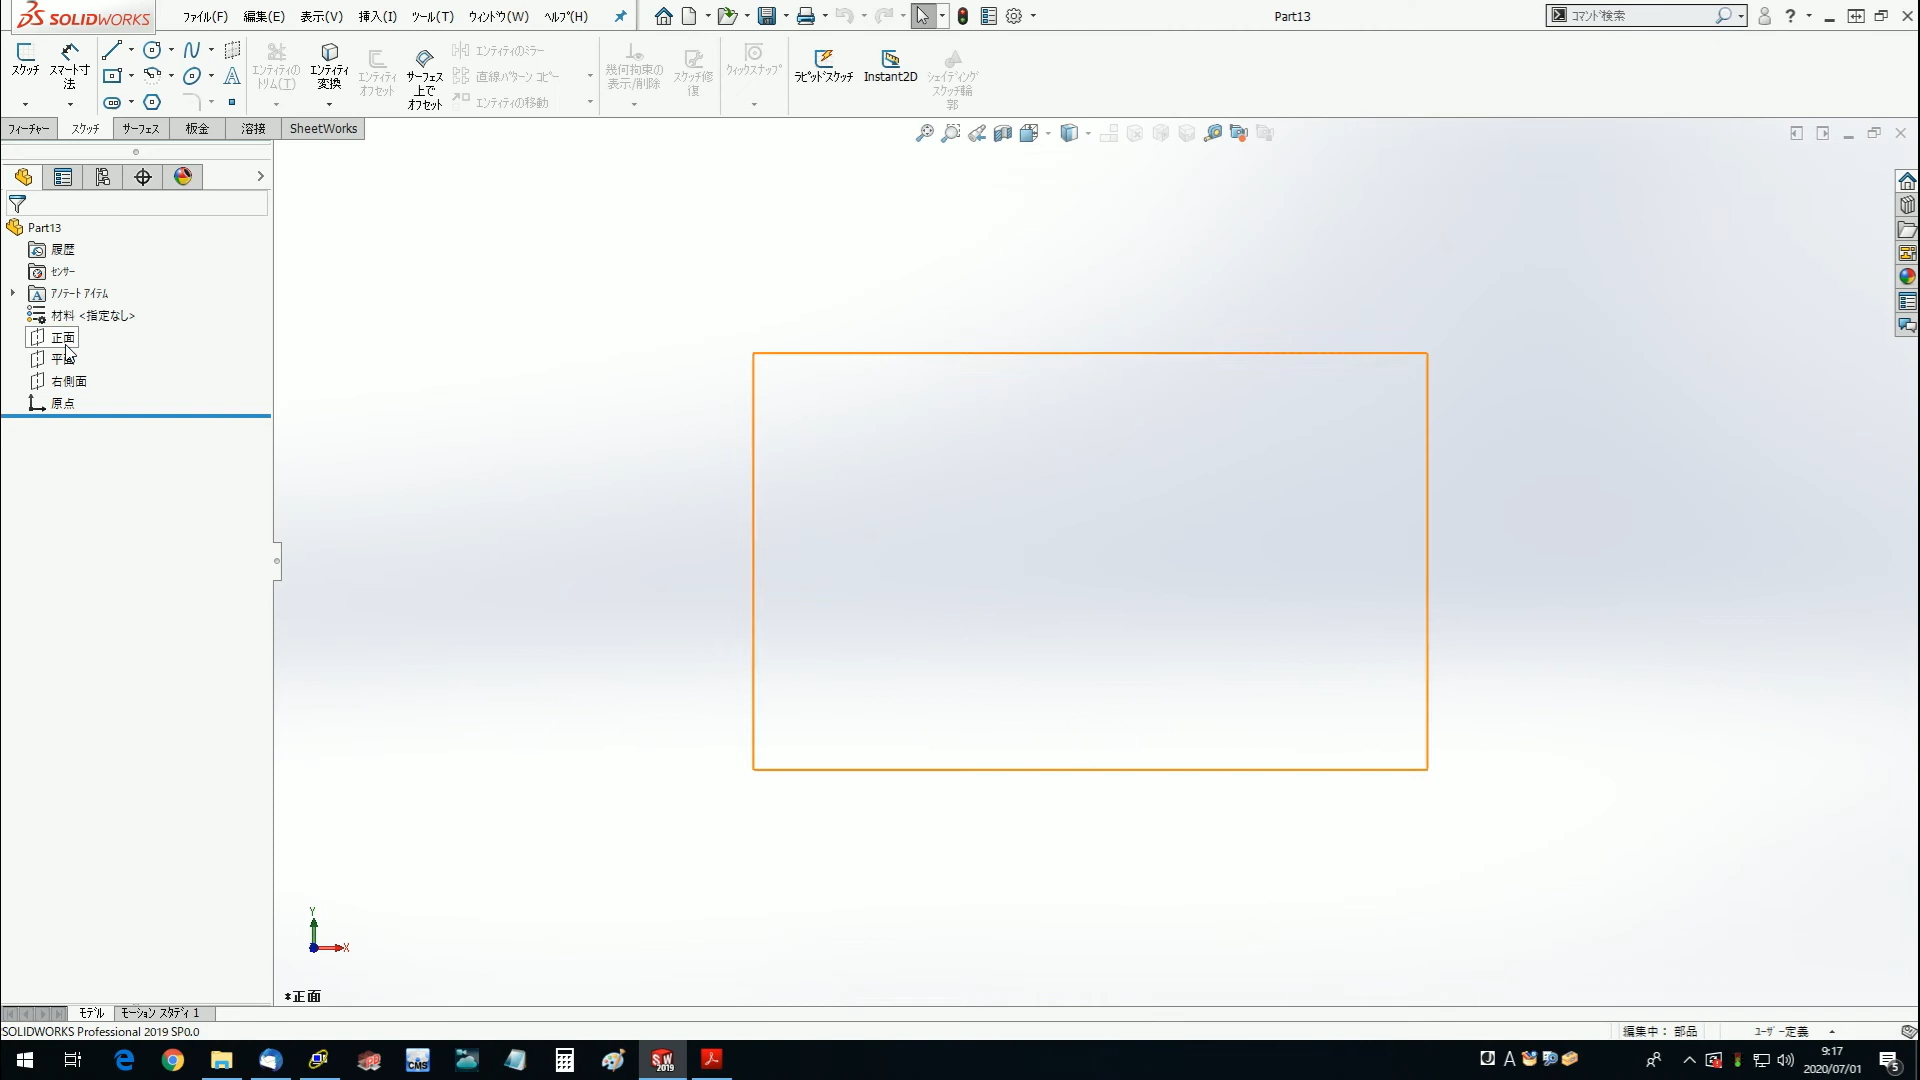 SOLIDWORKS
ファイル(F) 編集(E) 表示(V) 挿入(I) ツール(T) ウィンドウ(W) ヘルプ(H)
Part13
コマンド検索
スケッチ
スマート寸法
エンティティのトリム(T)
エンティティ変換
エンティティオフセット
サーフェス上でオフセット
エンティティのミラー
直線パターン コピー
エンティティの移動
幾何拘束の表示/削除
スケッチ修復
クィックスナップ
ラピッドスケッチ
Instant2D
シェイディングスケッチ輪郭
フィーチャー スケッチ サーフェス 板金 溶接 SheetWorks
Part13
履歴
センサー
アノテート アイテム
材料 <指定なし>
正面
平面
右側面
原点
Y
X
*正面
モデル モーション スタディ 1
SOLIDWORKS Professional 2019 SP0.0
編集中： 部品
ユーザー定義
9:17
2020/07/01